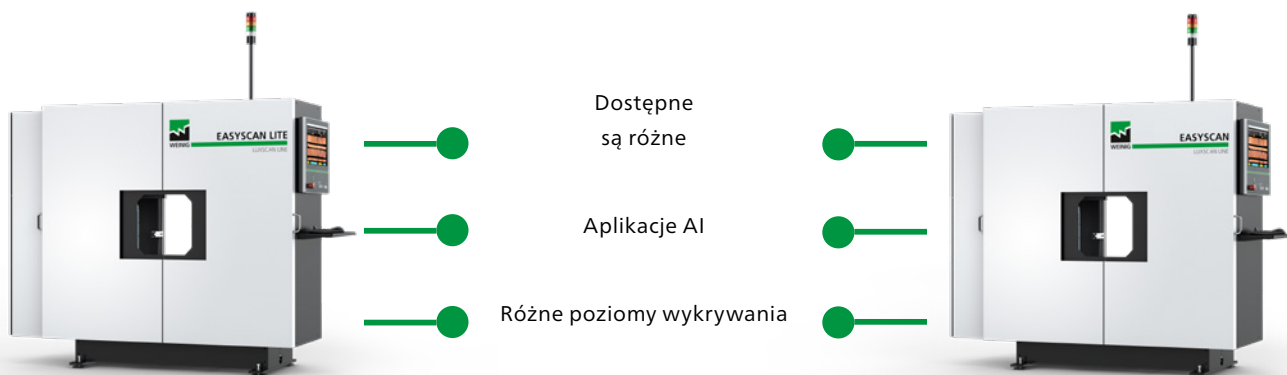 EASYSCAN LITE
WEINIG
LUXSCAN LINE
Dostępne
są różne
Aplikacje AI
Różne poziomy wykrywania
EASYSCAN
WEINIG
LUXSCAN LINE